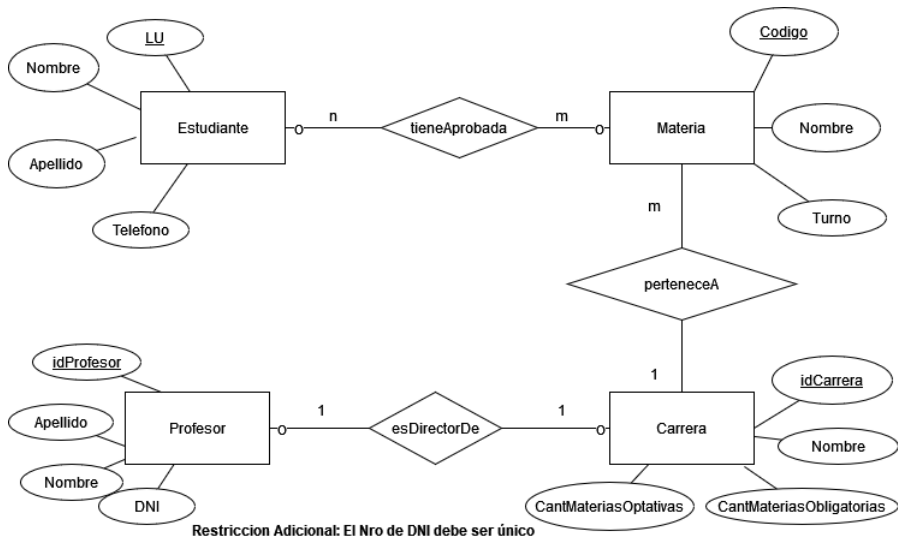 LU
Codigo
Nombre
Estudiante
n
tieneAprobada
m
Materia
Nombre
Apellido
Telefono
Turno
m
perteneceA
idProfesor
1
idCarrera
Apellido
Profesor
1
esDirectorDe
1
Carrera
Nombre
Nombre
DNI
CantMateriasOptativas
CantMateriasObligatorias
Restriccion Adicional: El Nro de DNI debe ser único